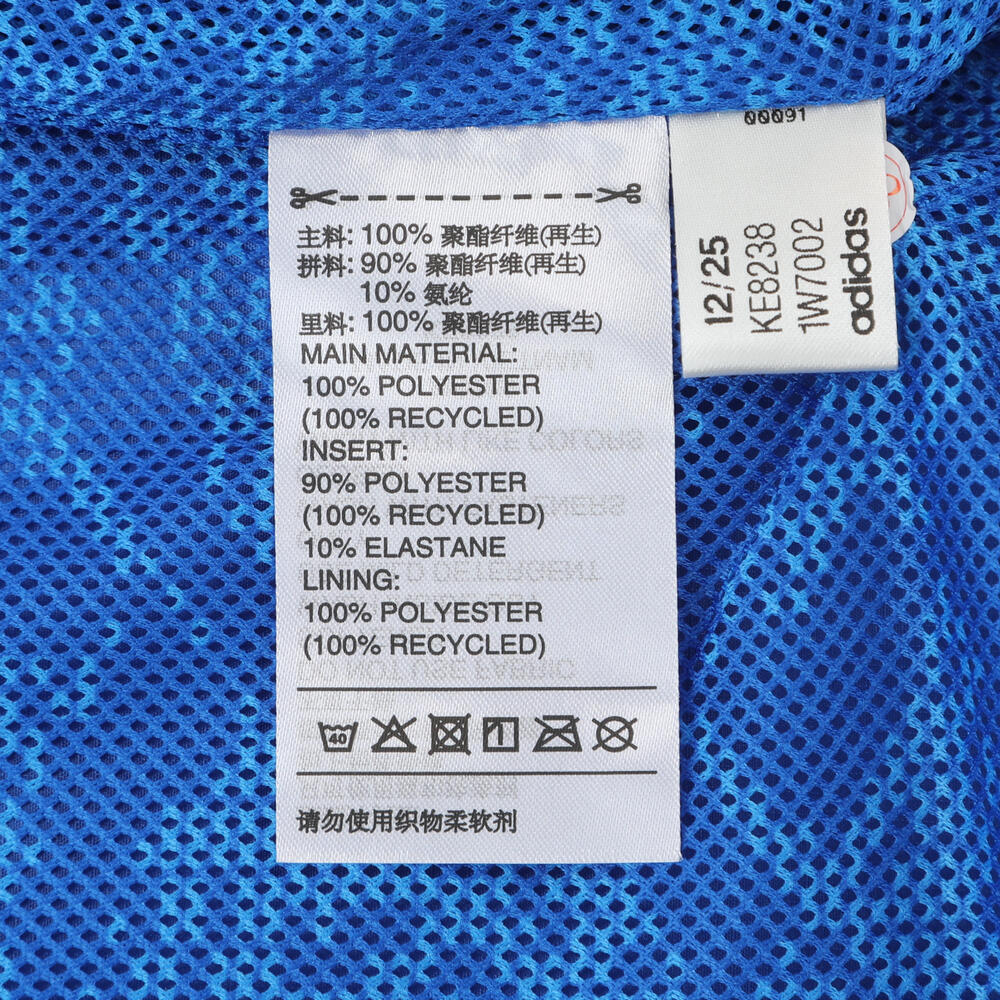 主料: 100% 聚酯纤维(再生)
拼料: 90% 聚酯纤维(再生)
10% 氨纶
里料: 100% 聚酯纤维(再生)
MAIN MATERIAL:
100% POLYESTER
(100% RECYCLED)
INSERT:
90% POLYESTER
(100% RECYCLED)
10% ELASTANE
LINING:
100% POLYESTER
(100% RECYCLED)
40
1
请勿使用织物柔软剂
00091
12/25
KE8238
1W7002
adidas